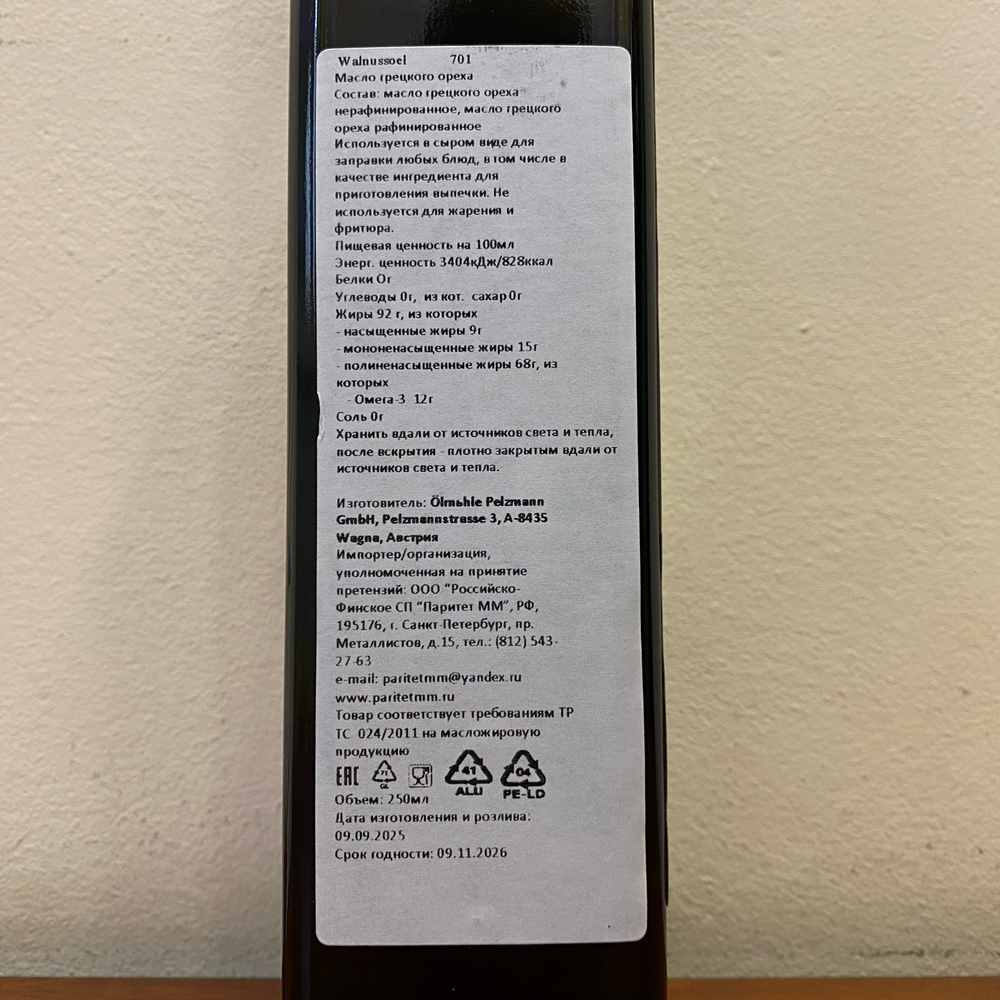 Walnussoel 701
Масло грецкого ореха
Состав: масло грецкого ореха
нерафинированное, масло грецкого
ореха рафинированное
Используется в сыром виде для
заправки любых блюд, в том числе в
качестве ингредиента для
приготовления выпечки. Не
используется для жарения и
фритюра.
Пищевая ценность на 100мл
Энерг. ценность 3404кДж/828ккал
Белки 0г
Углеводы 0г, из кот. сахар 0г
Жиры 92 г, из которых
- насыщенные жиры 9г
- мононенасыщенные жиры 15г
- полиненасыщенные жиры 68г, из
которых
- Омега-3 12г
Соль 0г
Хранить вдали от источников света и тепла,
после вскрытия - плотно закрытым вдали от
источников света и тепла.
Изготовитель: Ölmuhle Pelzmann
GmbH, Pelzmannstrasse 3, A-8435
Wagna, Австрия
Импортер/организация,
уполномоченная на принятие
претензий: ООО "Российско-
Финское СП "Паритет ММ", РФ,
195176, г. Санкт-Петербург, пр.
Металлистов, д.15, тел.: (812) 543-
27-63
e-mail: paritetmm@yandex.ru
www.paritetmm.ru
Товар соответствует требованиям ТР
ТС 024/2011 на масложировую
продукцию
EAC 71 41 04
ALU PE-LD
Объем: 250мл
Дата изготовления и розлива:
09.09.2025
Срок годности: 09.11.2026